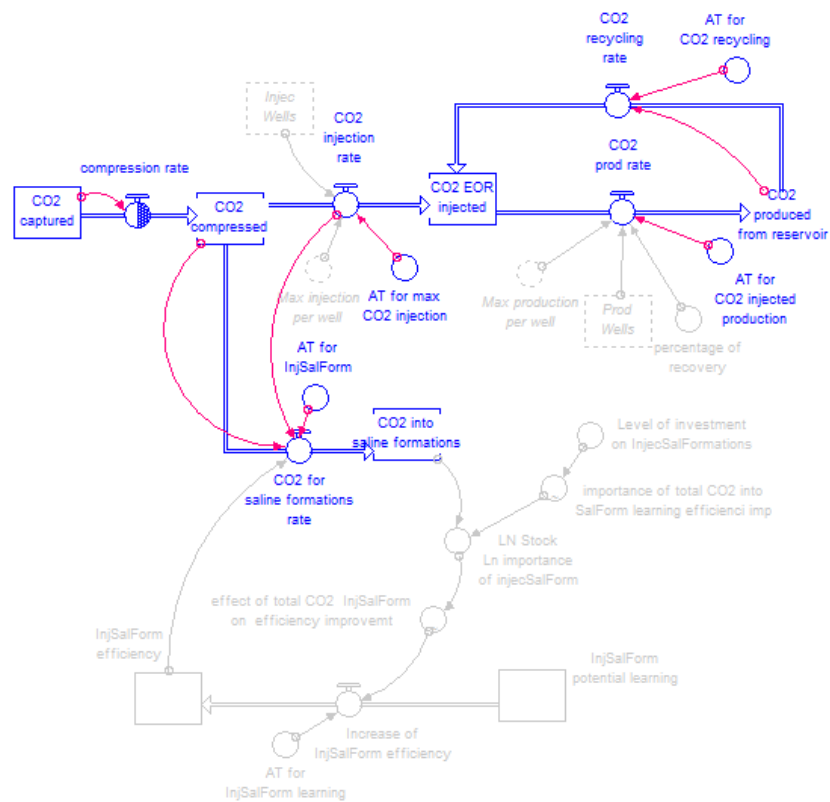 CO2
recycling
rate
AT for
CO2 recycling
Injec
Wells
CO2
injection
rate
CO2
prod rate
compression rate
CO2
captured
CO2
compressed
CO2 EOR
injected
CO2
produced
from reservoir
Max injection
per well
AT for max
CO2 injection
Max production
per well
Prod
Wells
AT for
CO2 injected
production
percentage of
recovery
AT for
InjSalForm
CO2 into
saline formations
Level of investment
on InjecSalFormations
CO2 for
saline formations
rate
importance of total CO2 into
SalForm learning efficienci imp
LN Stock
Ln importance
of injecSalForm
effect of total CO2 InjSalForm
on efficiency improvemt
InjSalForm
efficiency
InjSalForm
potential learning
Increase of
InjSalForm efficiency
AT for
InjSalForm learning